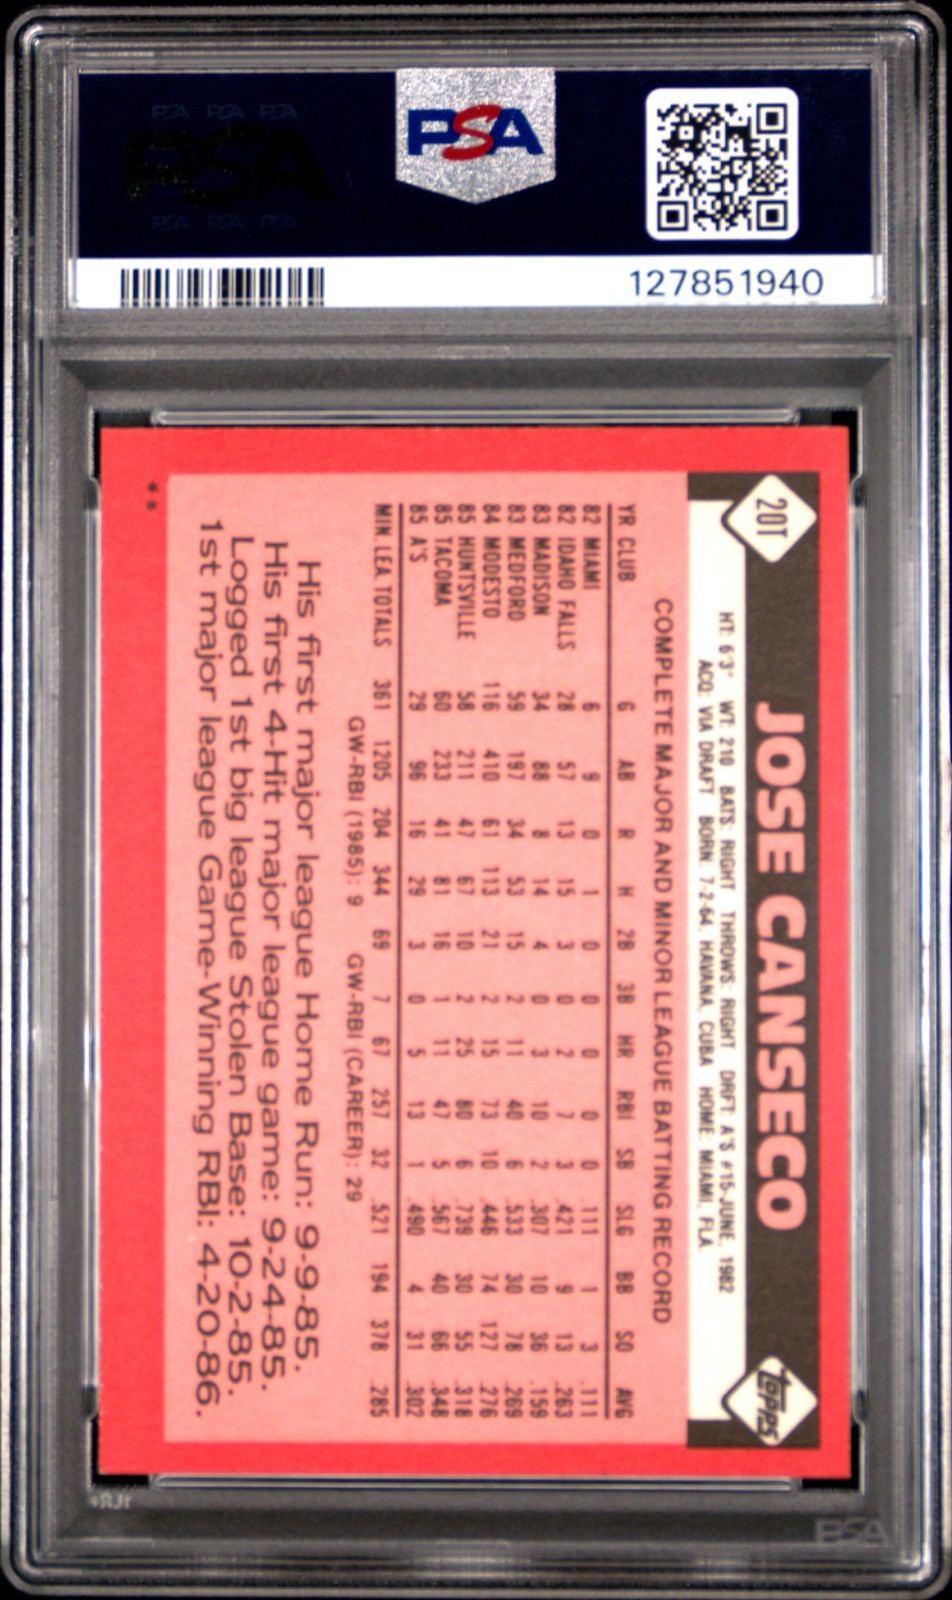 PSA PSA PSA
PSA
PSA PSA PSA
PSA
127851940
20T
JOSE CANSECO
TOPPS
HT: 6'3" WT: 210 BATS: RIGHT THROWS: RIGHT DRFT: A'S #15-JUNE, 1982
ACQ: VIA DRAFT BORN: 7-2-64, HAVANA, CUBA HOME: MIAMI, FLA.
COMPLETE MAJOR AND MINOR LEAGUE BATTING RECORD
YR CLUB G AB R H 2B 3B HR RBI SB SLG BB SO AVG
82 MIAMI 6 9 0 1 0 0 0 0 0 .111 1 3 .111
82 IDAHO FALLS 28 57 13 15 3 0 2 7 3 .421 9 13 .263
83 MADISON 34 88 8 14 4 0 3 10 2 .307 10 36 .159
83 MEDFORD 59 197 34 53 15 2 11 40 6 .533 30 78 .269
84 MODESTO 116 410 61 113 21 2 15 73 10 .446 74 127 .276
85 HUNTSVILLE 58 211 47 67 10 2 25 80 6 .739 30 55 .318
85 TACOMA 60 233 41 81 16 1 11 47 5 .567 40 66 .348
85 A'S 29 96 16 29 3 0 5 13 1 .490 4 31 .302
MIN. LEA. TOTALS 361 1205 204 344 69 7 67 257 32 .521 194 378 .285
GW-RBI (1985): 9 GW-RBI (CAREER): 29
His first major league Home Run: 9-9-85.
His first 4-Hit major league game: 9-24-85.
Logged 1st big league Stolen Base: 10-2-85.
1st major league Game-Winning RBI: 4-20-86.
**
PSA